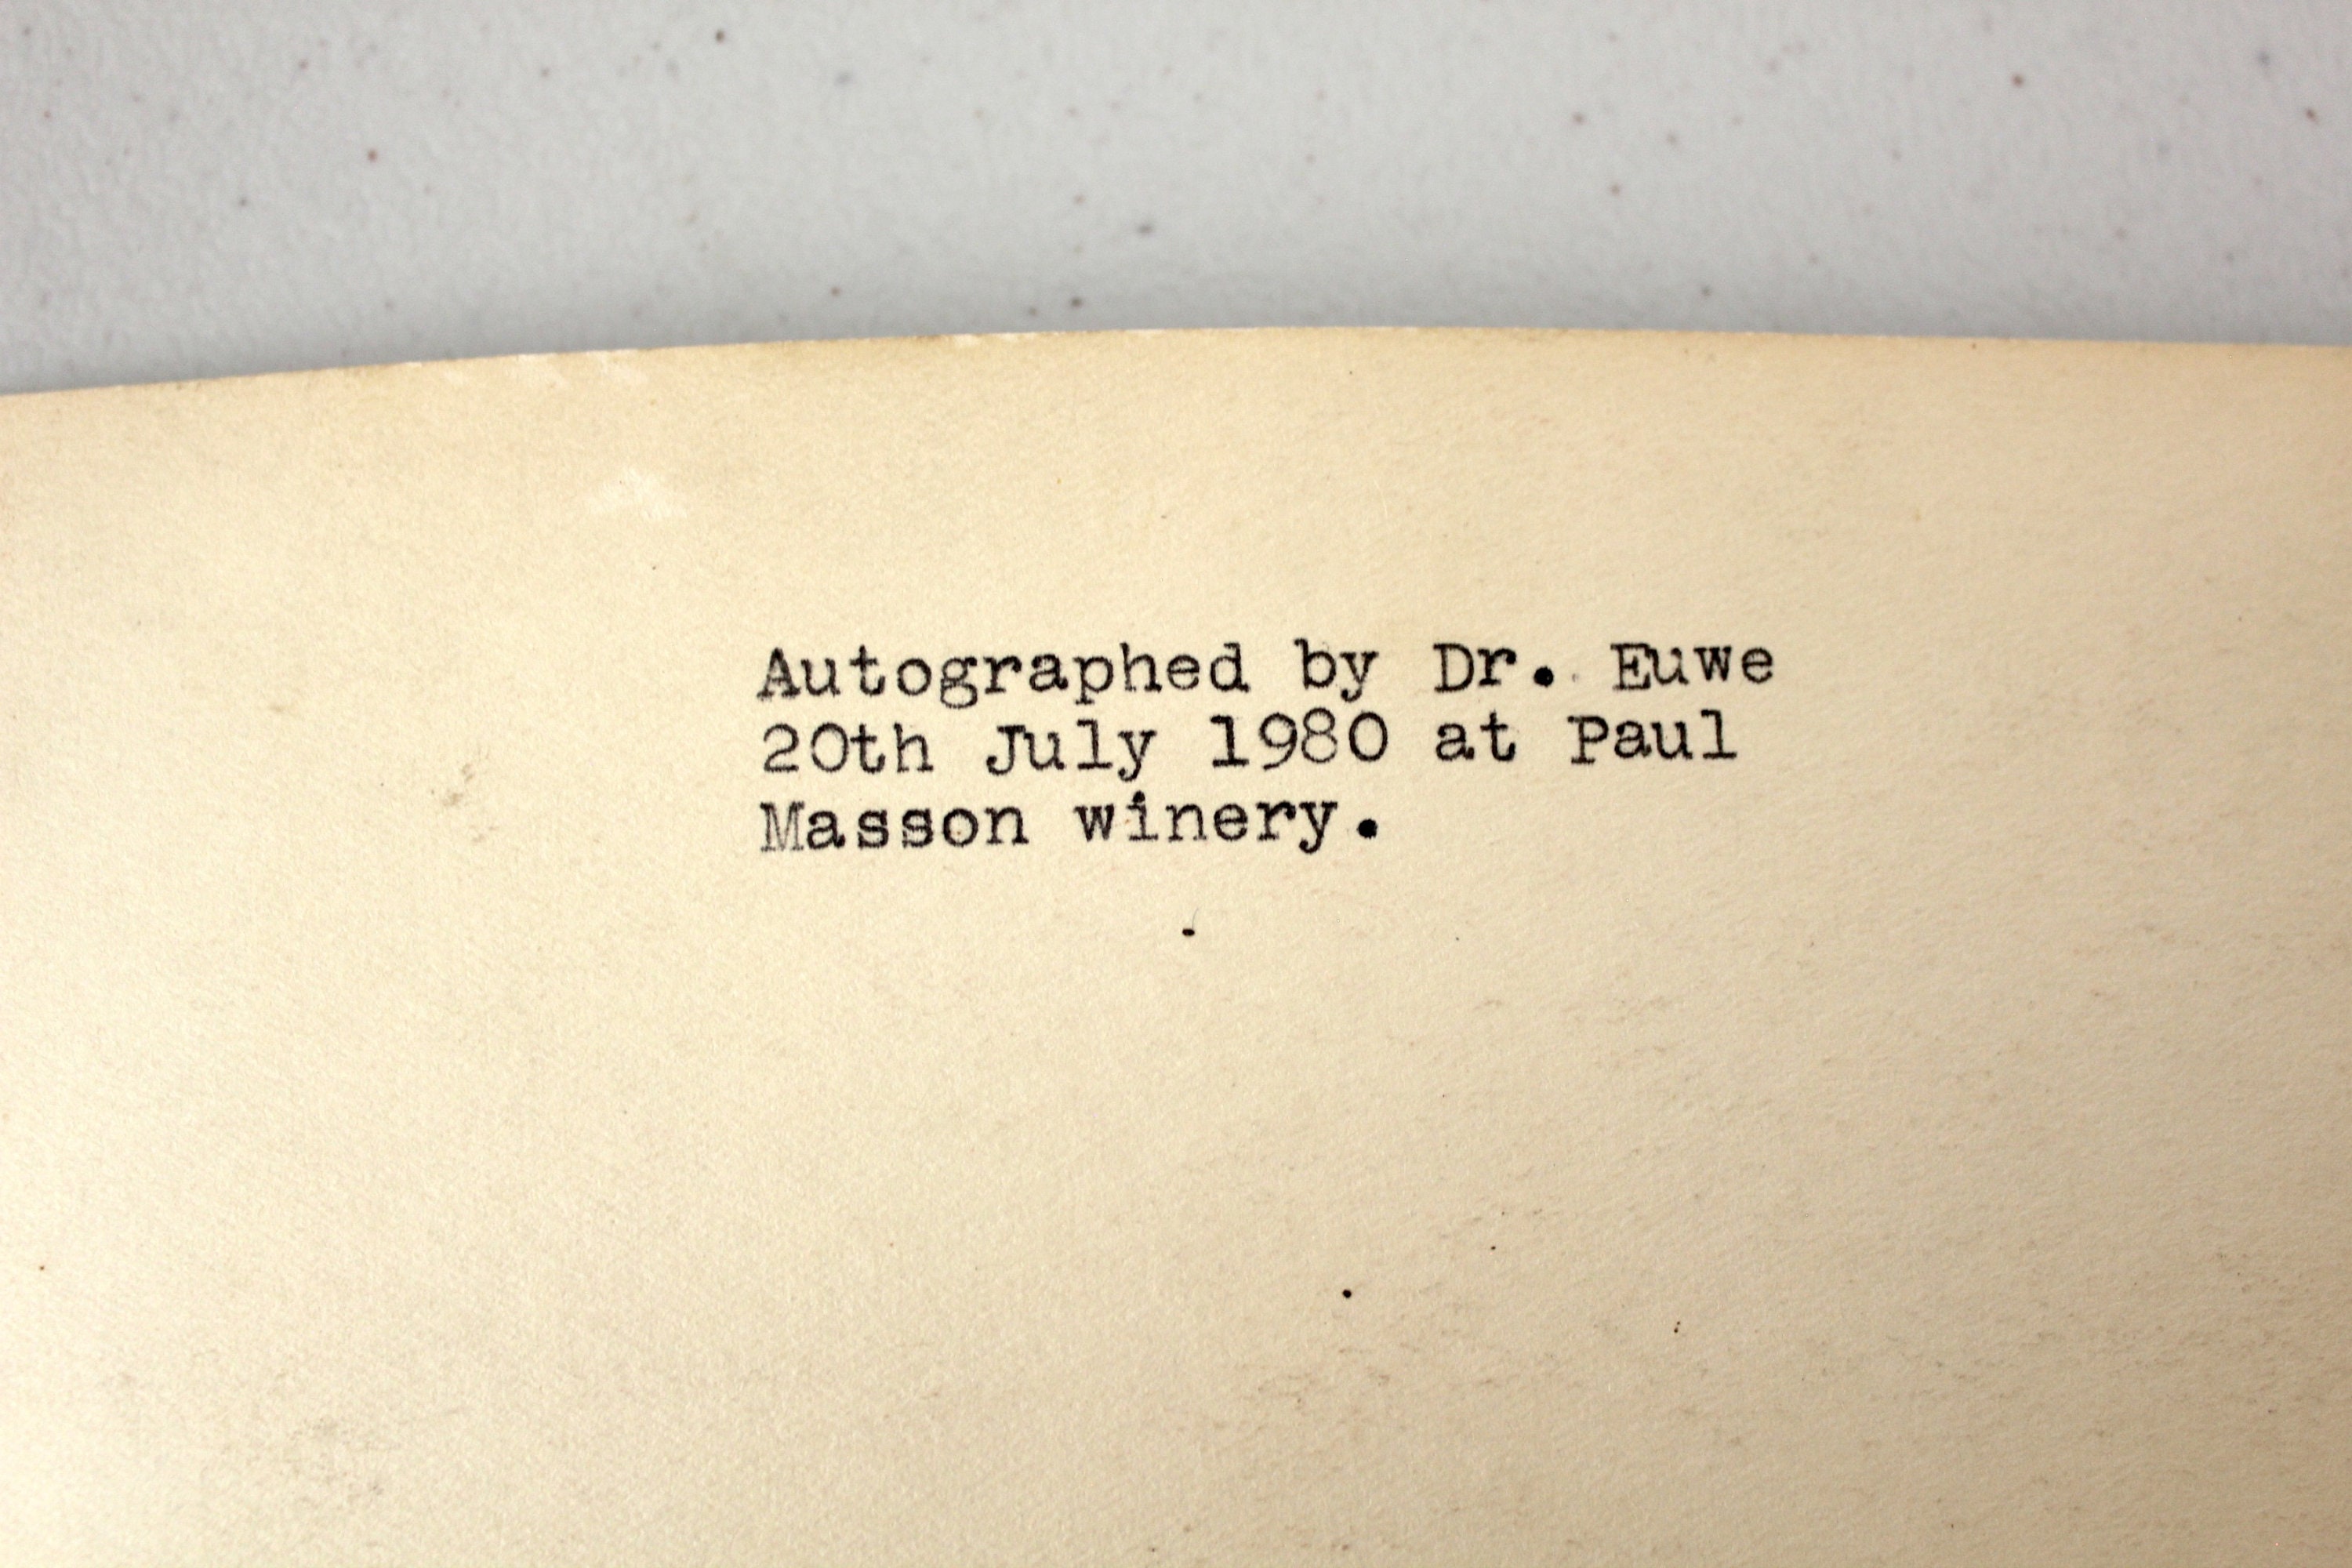 Autographed by Dr. Euwe
20th July 1980 at Paul
Masson winery.